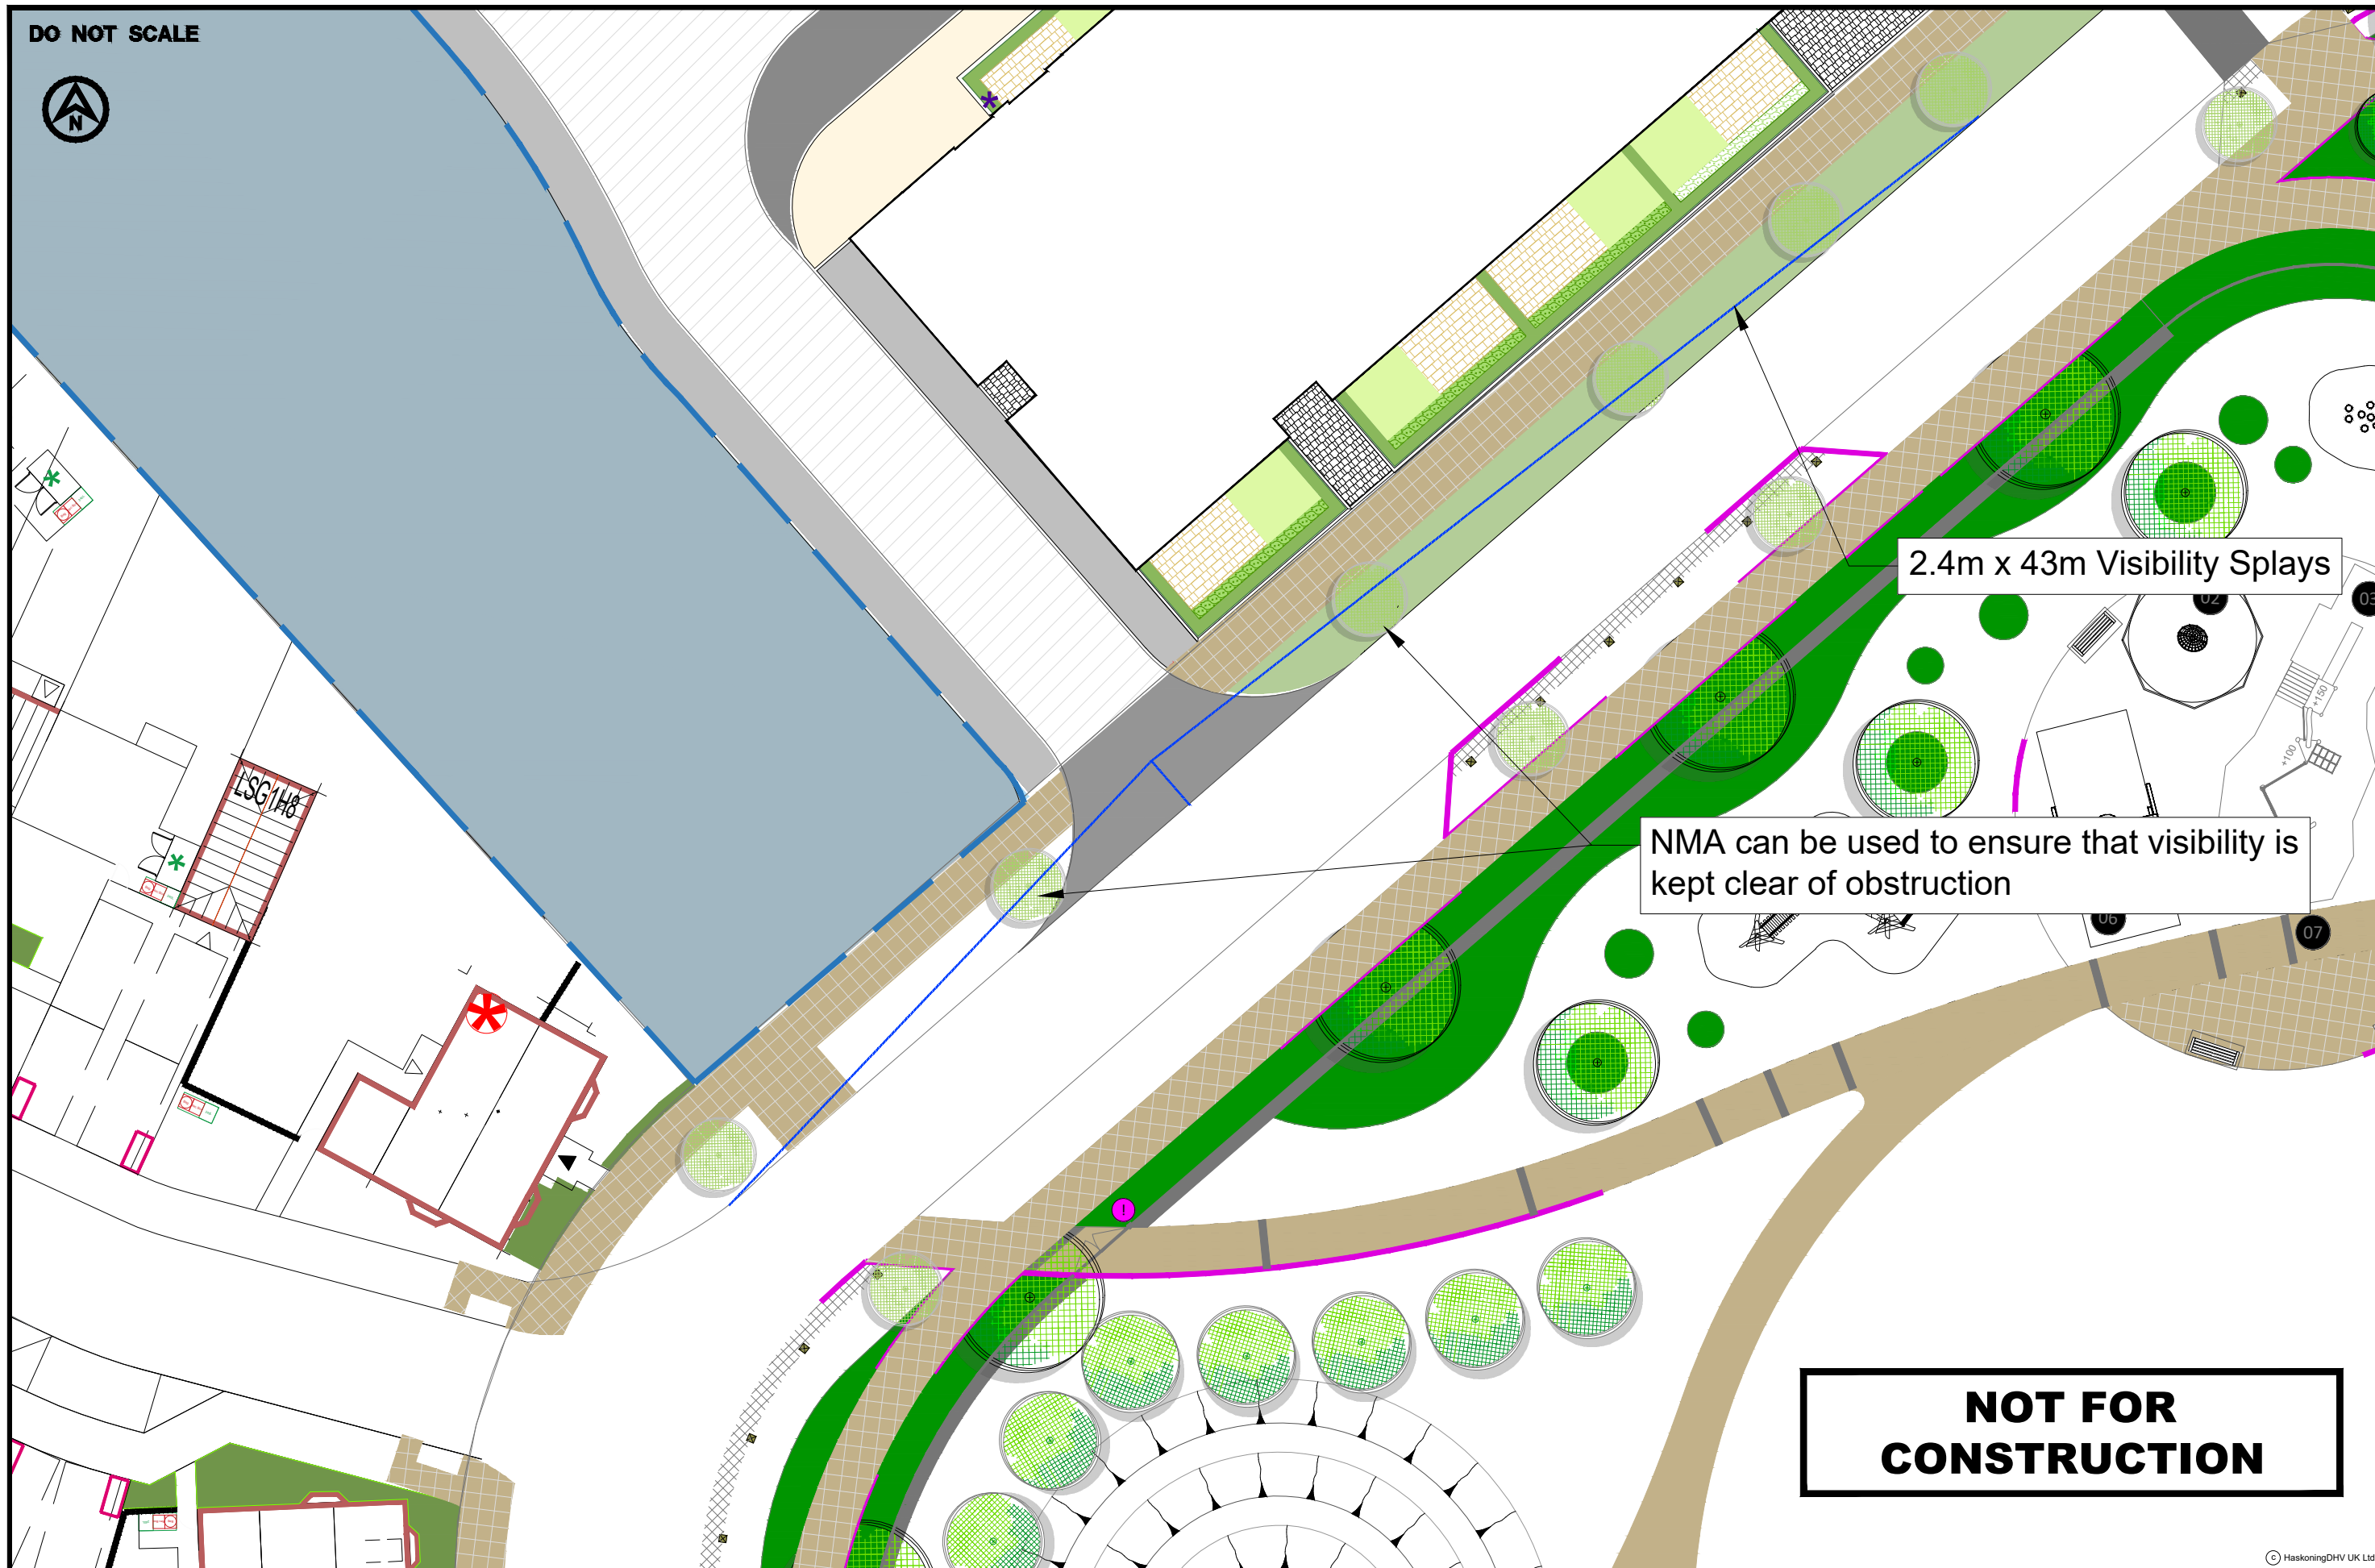 DO NOT SCALE
N
2.4m x 43m Visibility Splays
02
03
+150
+100
LSG1H8
NMA can be used to ensure that visibility is
kept clear of obstruction
06
07
!
NOT FOR
CONSTRUCTION
c HaskoningDHV UK Ltd